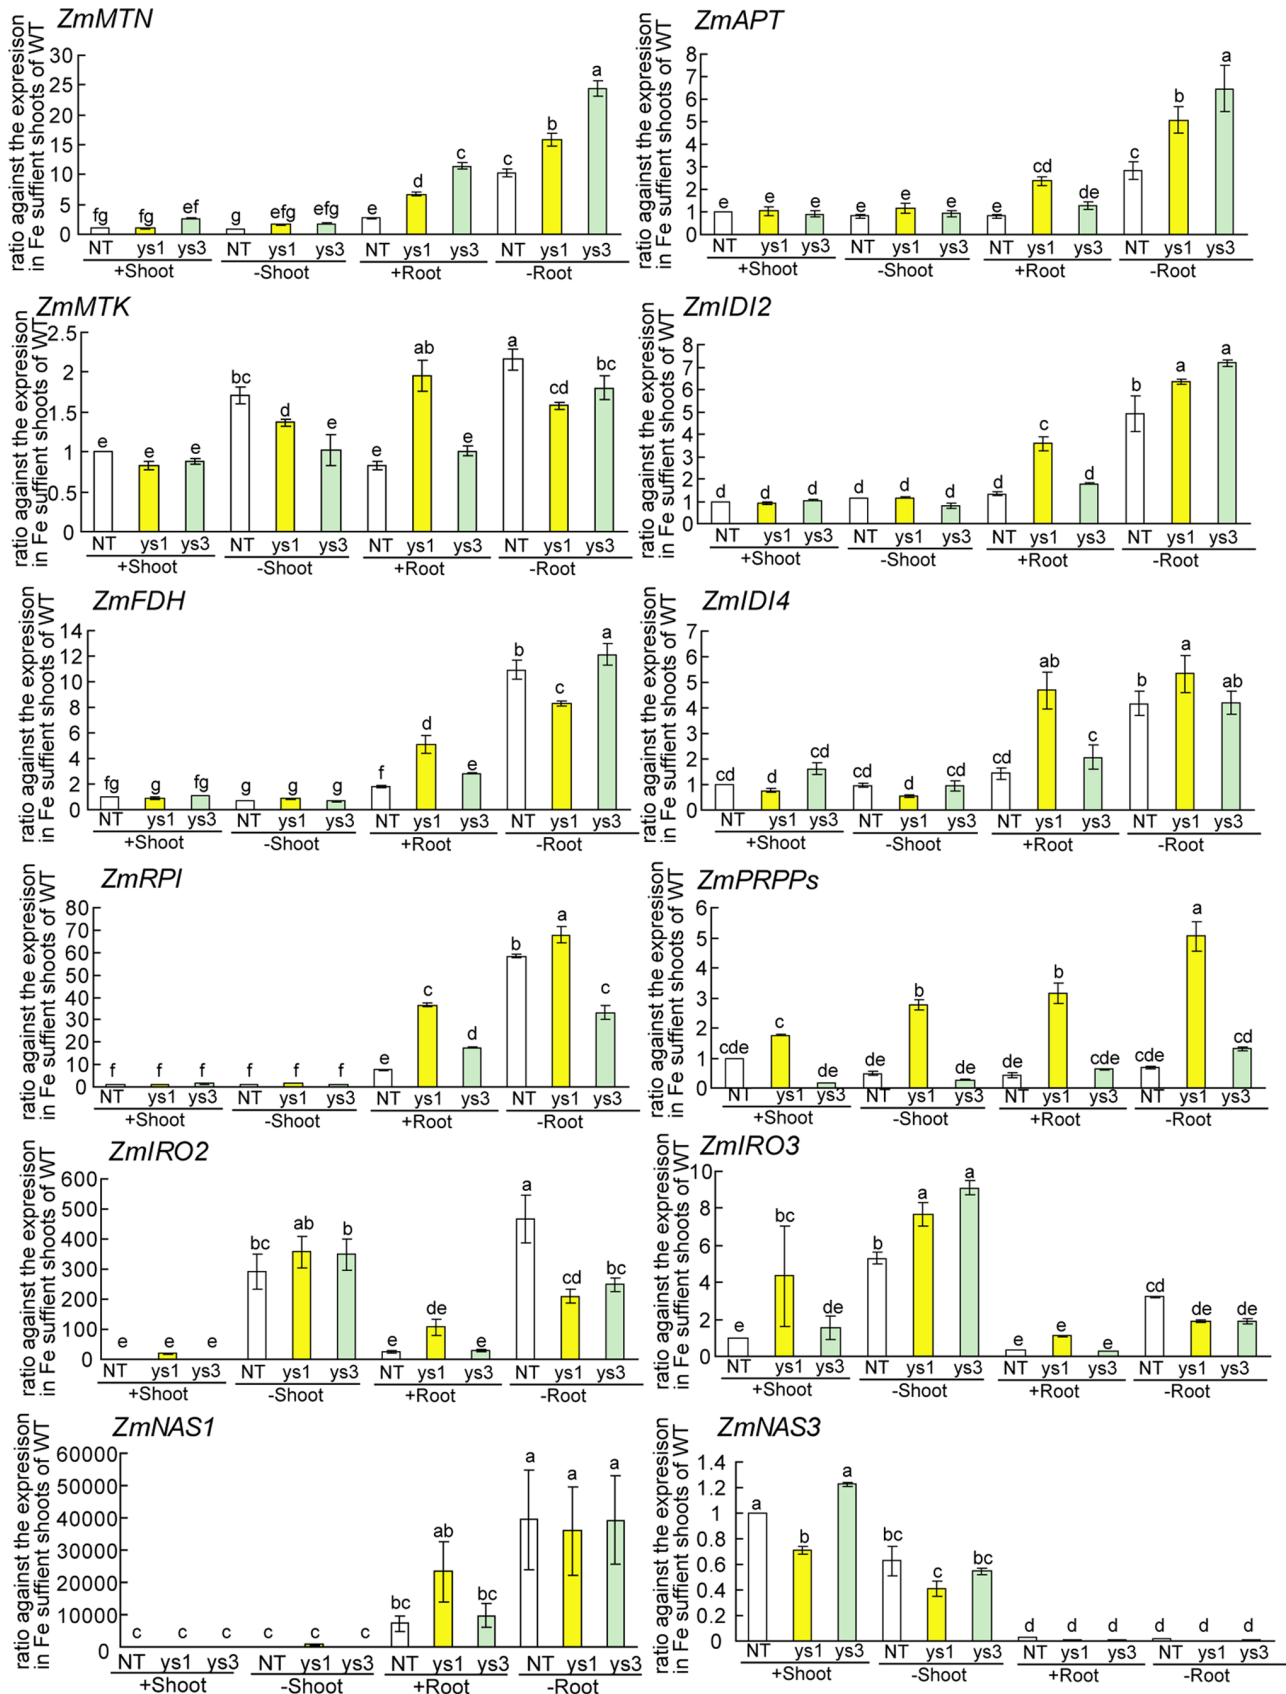 ZmMTN
ratio against the expresison
in Fe suffient shoots of WT
30
25
20
15
10
5
0
fg fg ef g efg efg e d c c b a
NT ys1 ys3 NT ys1 ys3 NT ys1 ys3 NT ys1 ys3
+Shoot -Shoot +Root -Root
ZmAPT
ratio against the expresison
in Fe suffient shoots of WT
8
7
6
5
4
3
2
1
0
e e e e e e e cd de c b a
NT ys1 ys3 NT ys1 ys3 NT ys1 ys3 NT ys1 ys3
+Shoot -Shoot +Root -Root
ZmMTK
ratio against the expresison
in Fe suffient shoots of WT
2.5
2
1.5
1
0.5
0
e e e bc d e e ab e a cd bc
NT ys1 ys3 NT ys1 ys3 NT ys1 ys3 NT ys1 ys3
+Shoot -Shoot +Root -Root
ZmIDI2
ratio against the expresison
in Fe suffient shoots of WT
8
7
6
5
4
3
2
1
0
d d d d d d d c d b a a
NT ys1 ys3 NT ys1 ys3 NT ys1 ys3 NT ys1 ys3
+Shoot -Shoot +Root -Root
ZmFDH
ratio against the expresison
in Fe suffient shoots of WT
14
12
10
8
6
4
2
0
fg g fg g g g f d e b c a
NT ys1 ys3 NT ys1 ys3 NT ys1 ys3 NT ys1 ys3
+Shoot -Shoot +Root -Root
ZmIDI4
ratio against the expresison
in Fe suffient shoots of WT
7
6
5
4
3
2
1
0
cd d cd cd d cd cd ab c b a ab
NT ys1 ys3 NT ys1 ys3 NT ys1 ys3 NT ys1 ys3
+Shoot -Shoot +Root -Root
ZmRPI
ratio against the expresison
in Fe suffient shoots of WT
80
70
60
50
40
30
20
10
0
f f f f f f e c d b a c
NT ys1 ys3 NT ys1 ys3 NT ys1 ys3 NT ys1 ys3
+Shoot -Shoot +Root -Root
ZmPRPPs
ratio against the expresison
in Fe suffient shoots of WT
6
5
4
3
2
1
0
cde c de de b de de b cde cde a cd
NT ys1 ys3 NT ys1 ys3 NT ys1 ys3 NT ys1 ys3
+Shoot -Shoot +Root -Root
ZmIRO2
ratio against the expresison
in Fe suffient shoots of WT
600
500
400
300
200
100
0
e e e bc ab b e de e a cd bc
NT ys1 ys3 NT ys1 ys3 NT ys1 ys3 NT ys1 ys3
+Shoot -Shoot +Root -Root
ZmIRO3
ratio against the expresison
in Fe suffient shoots of WT
10
8
6
4
2
0
e bc de b a a e e e cd de de
NT ys1 ys3 NT ys1 ys3 NT ys1 ys3 NT ys1 ys3
+Shoot -Shoot +Root -Root
ZmNAS1
ratio against the expresison
in Fe suffient shoots of WT
60000
50000
40000
30000
20000
10000
0
c c c c c c bc ab bc a a a
NT ys1 ys3 NT ys1 ys3 NT ys1 ys3 NT ys1 ys3
+Shoot -Shoot +Root -Root
ZmNAS3
ratio against the expresison
in Fe suffient shoots of WT
1.4
1.2
1
0.8
0.6
0.4
0.2
0
a b a bc c bc d d d d d d
NT ys1 ys3 NT ys1 ys3 NT ys1 ys3 NT ys1 ys3
+Shoot -Shoot +Root -Root